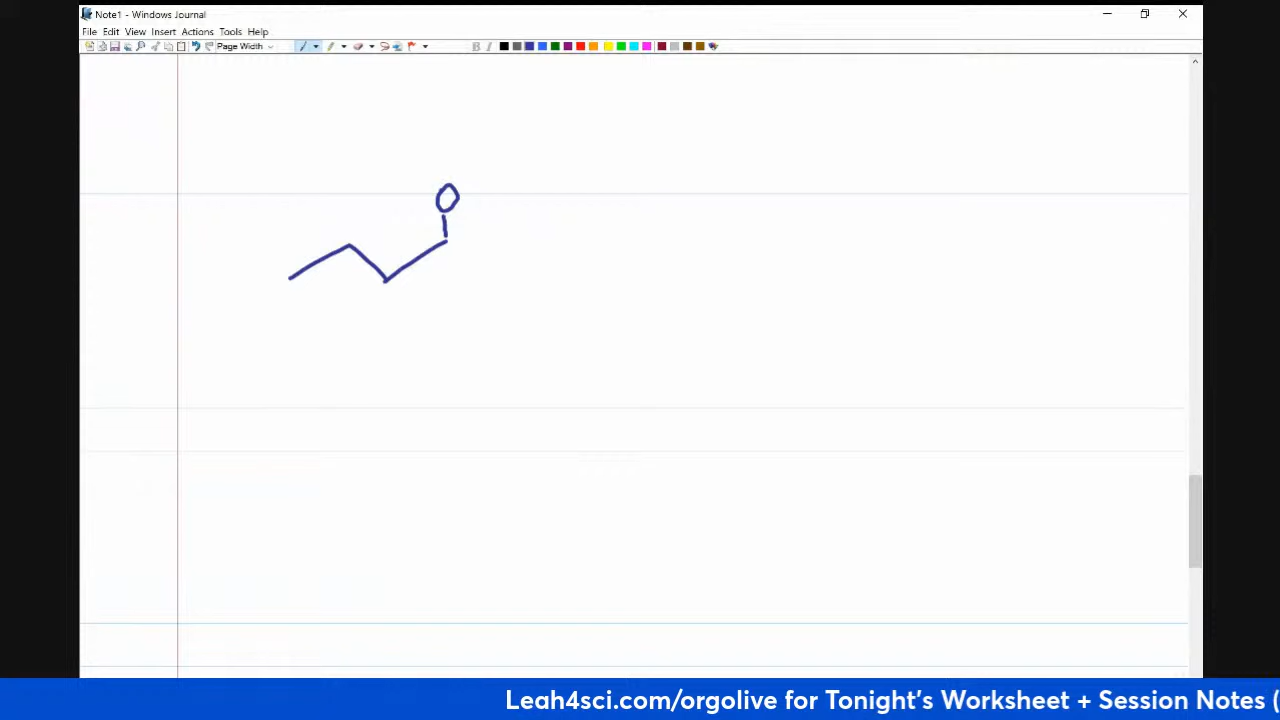 Note1 - Windows Journal
File Edit View Insert Actions Tools Help
Page Width B I
O
Leah4sci.com/orgolive for Tonight's Worksheet + Session Notes (